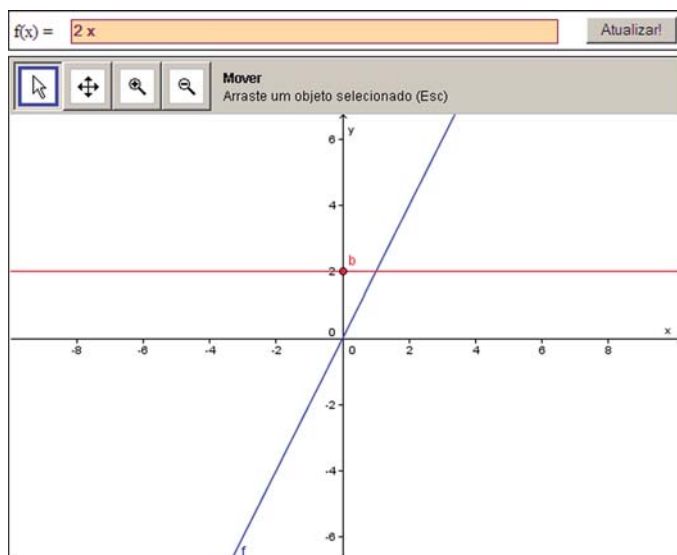 f(x) = 2 x Atualizar!
Mover
Arraste um objeto selecionado (Esc)
y
6
4
2 b
0 x
-8 -6 -4 -2 0 2 4 6 8
-2
-4
-6
f